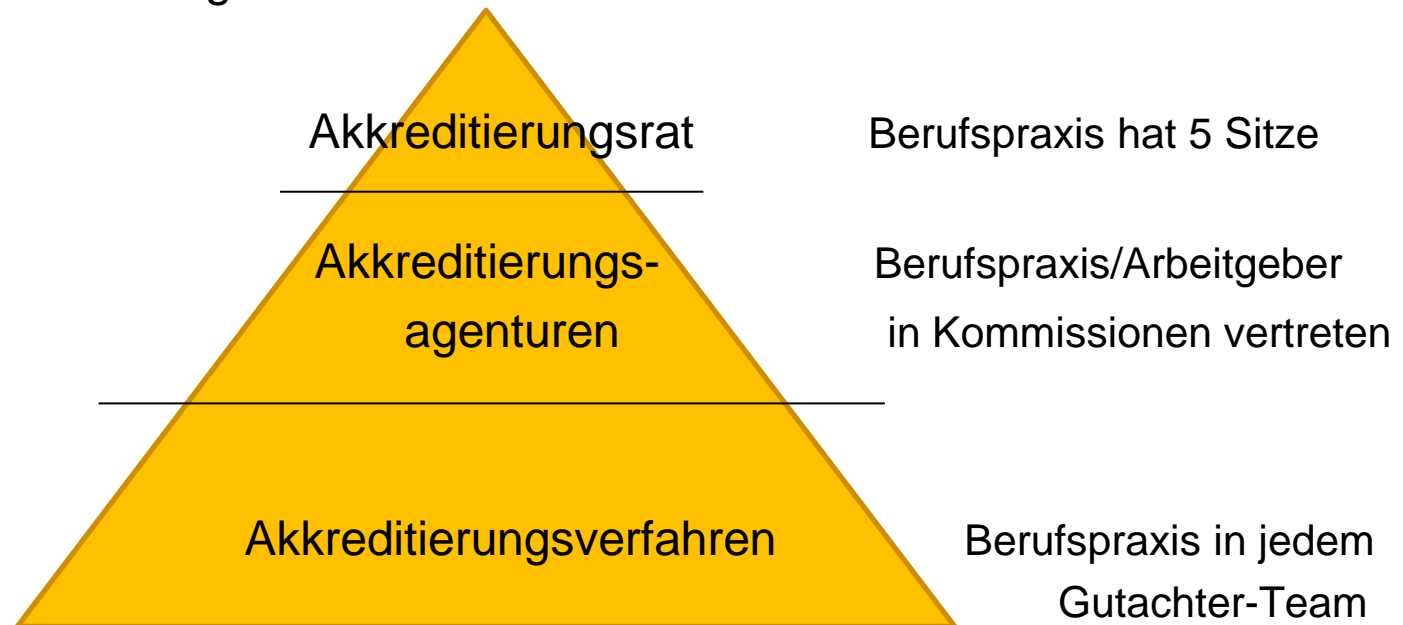 Akkreditierungsrat Berufspraxis hat 5 Sitze
Akkreditierungs- Berufspraxis/Arbeitgeber
agenturen in Kommissionen vertreten
Akkreditierungsverfahren Berufspraxis in jedem
Gutachter-Team